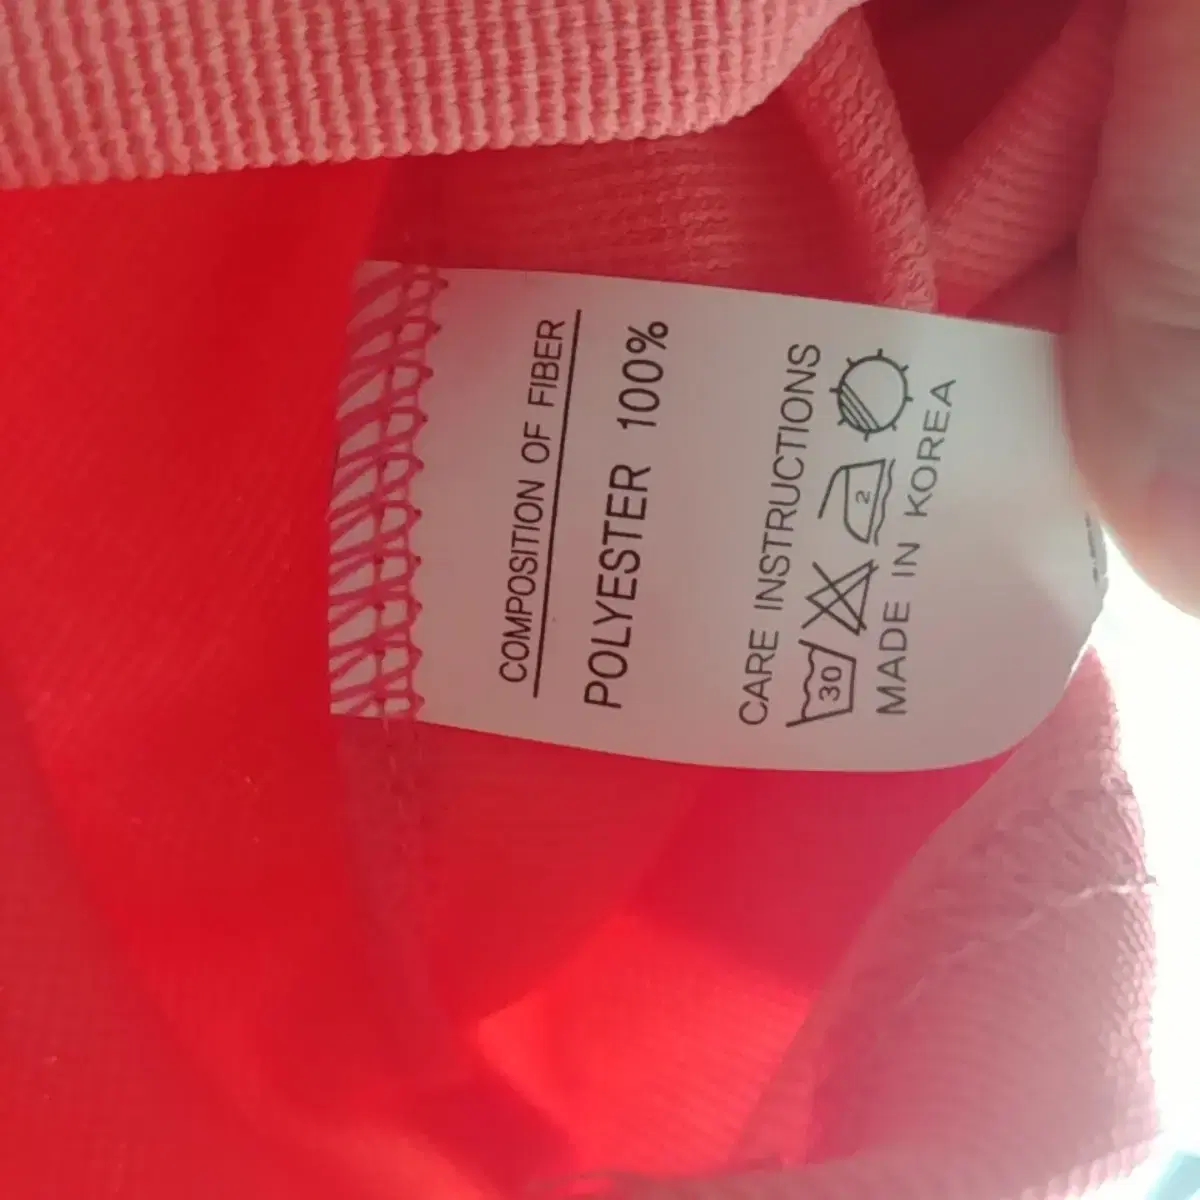 COMPOSITION OF FIBER
POLYESTER 100%
CARE INSTRUCTIONS
30 2
MADE IN KOREA